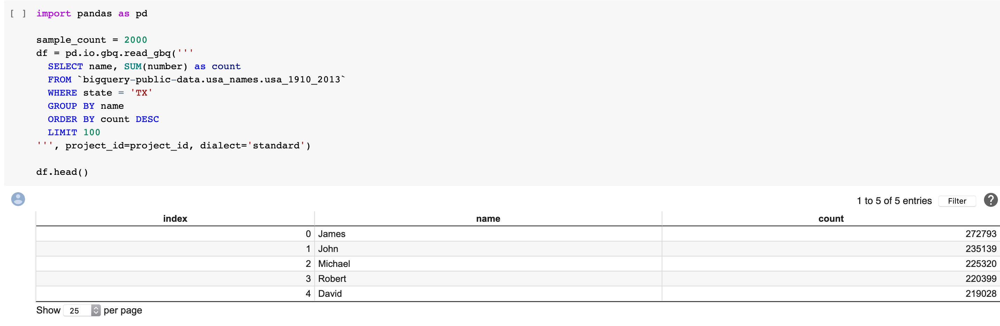 [ ] import pandas as pd
sample_count = 2000
df = pd.io.gbq.read_gbq('''
SELECT name, SUM(number) as count
FROM `bigquery-public-data.usa_names.usa_1910_2013`
WHERE state = 'TX'
GROUP BY name
ORDER BY count DESC
LIMIT 100
''', project_id=project_id, dialect='standard')
df.head()
1 to 5 of 5 entries Filter ?
index name count
0 James 272793
1 John 235139
2 Michael 225320
3 Robert 220399
4 David 219028
Show 25 per page